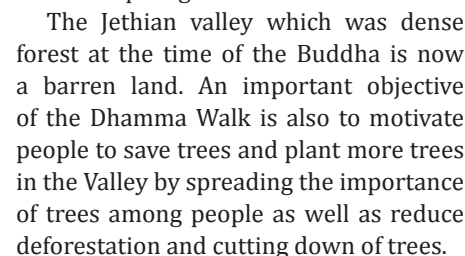 The Jethian valley which was dense
forest at the time of the Buddha is now
a barren land. An important objective
of the Dhamma Walk is also to motivate
people to save trees and plant more trees
in the Valley by spreading the importance
of trees among people as well as reduce
deforestation and cutting down of trees.